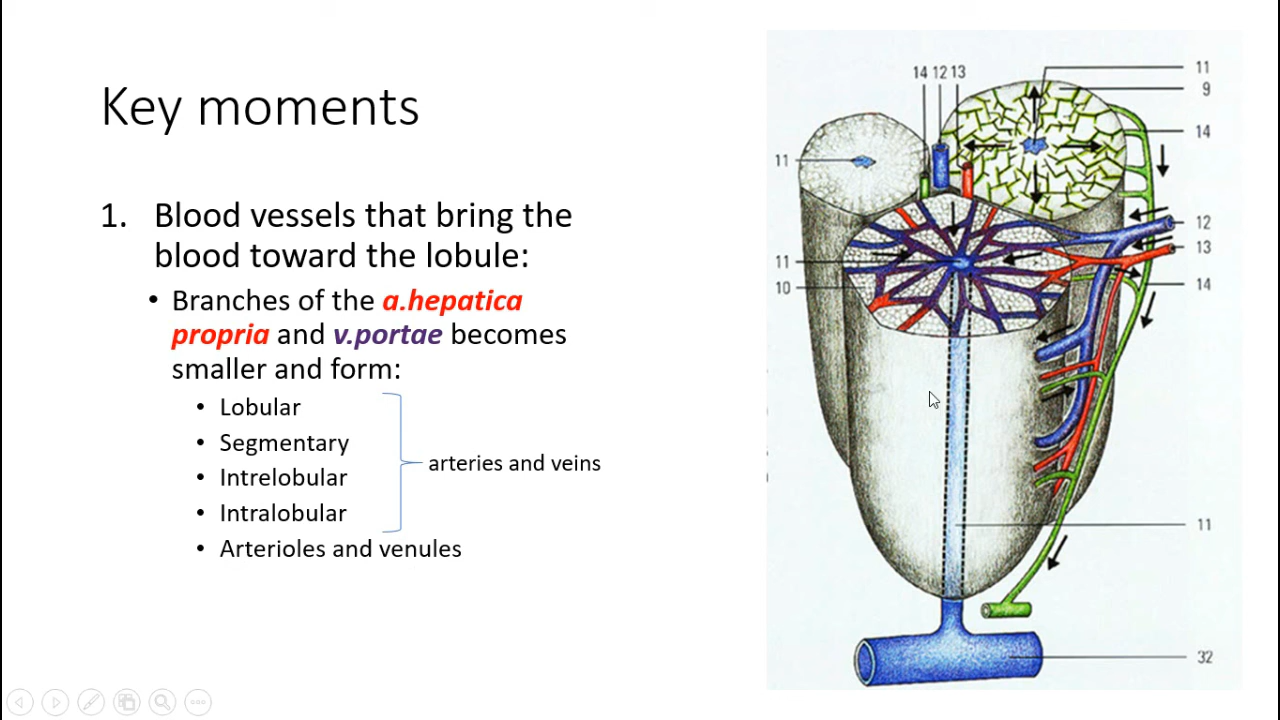 Key moments
1. Blood vessels that bring the
blood toward the lobule:
• Branches of the a.hepatica
propria and v.portae becomes
smaller and form:
• Lobular
• Segmentary
• Intrelobular
• Intralobular
arteries and veins
• Arterioles and venules
14 12 13
11
9
14
11
12
13
11
10
14
11
32